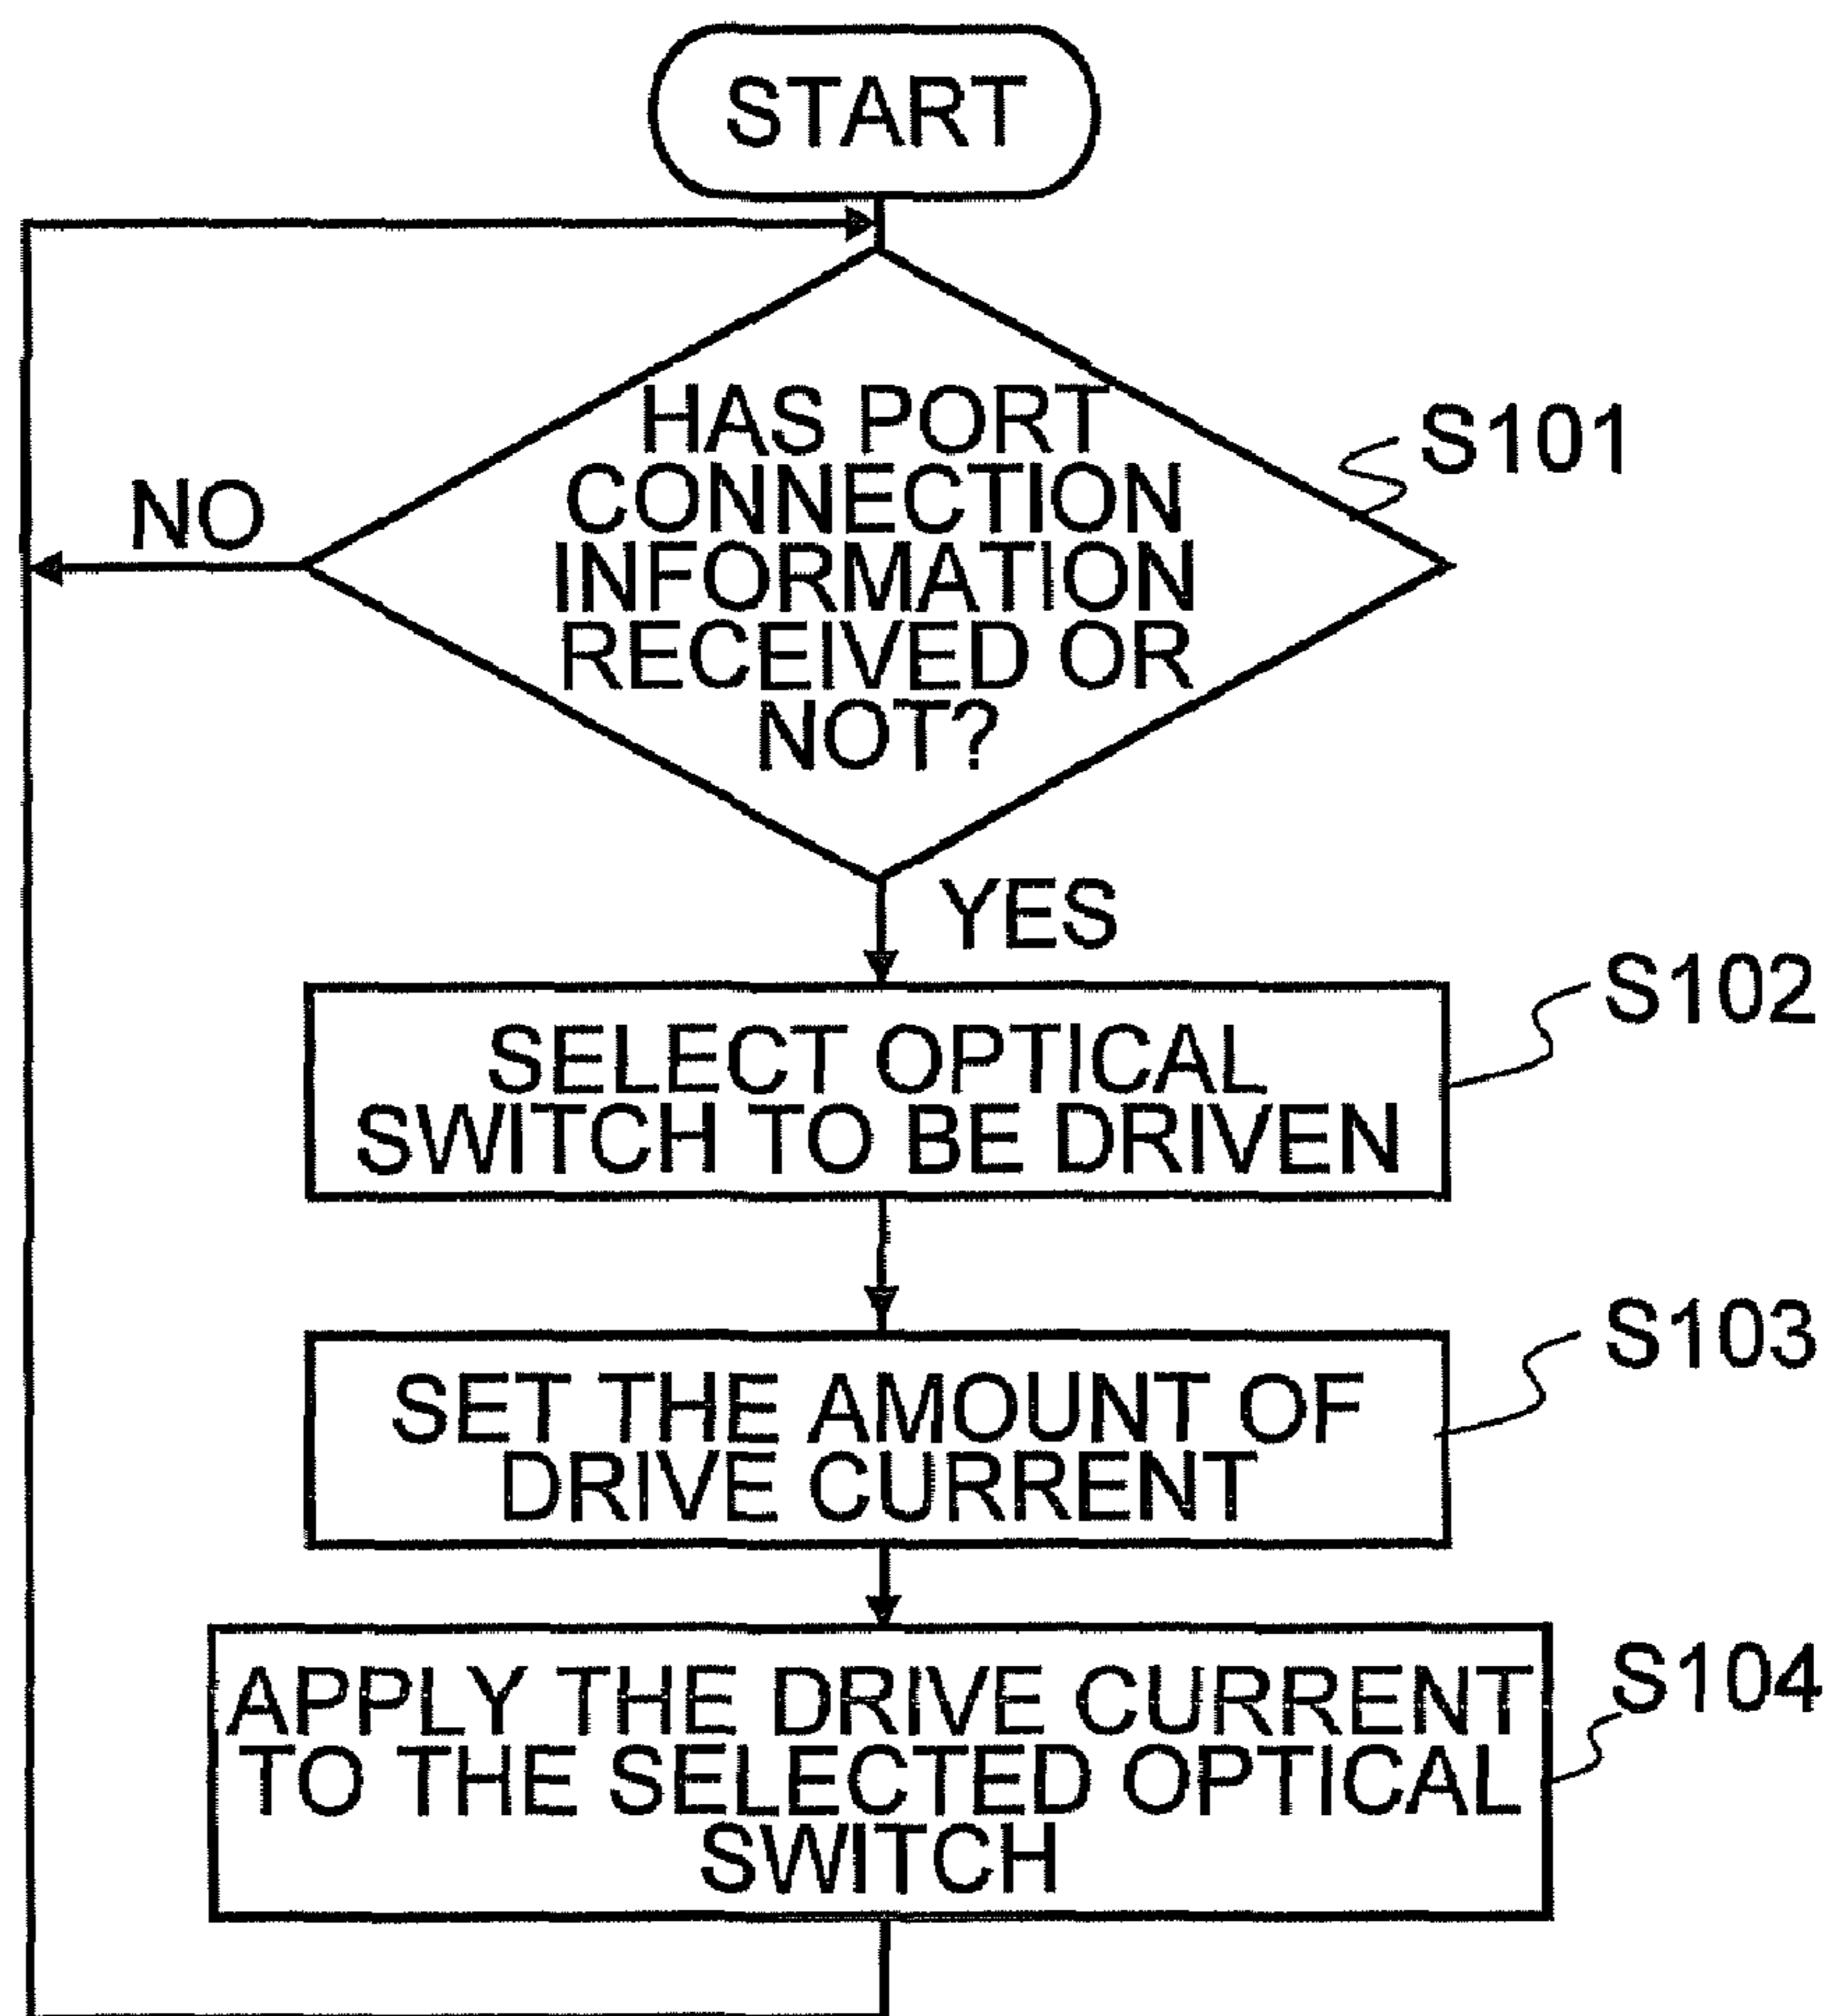 START
HAS PORT
CONNECTION
INFORMATION
RECEIVED OR
NOT?
S101
NO
YES
SELECT OPTICAL
SWITCH TO BE DRIVEN
S102
SET THE AMOUNT OF
DRIVE CURRENT
S103
APPLY THE DRIVE CURRENT
TO THE SELECTED OPTICAL
SWITCH
S104